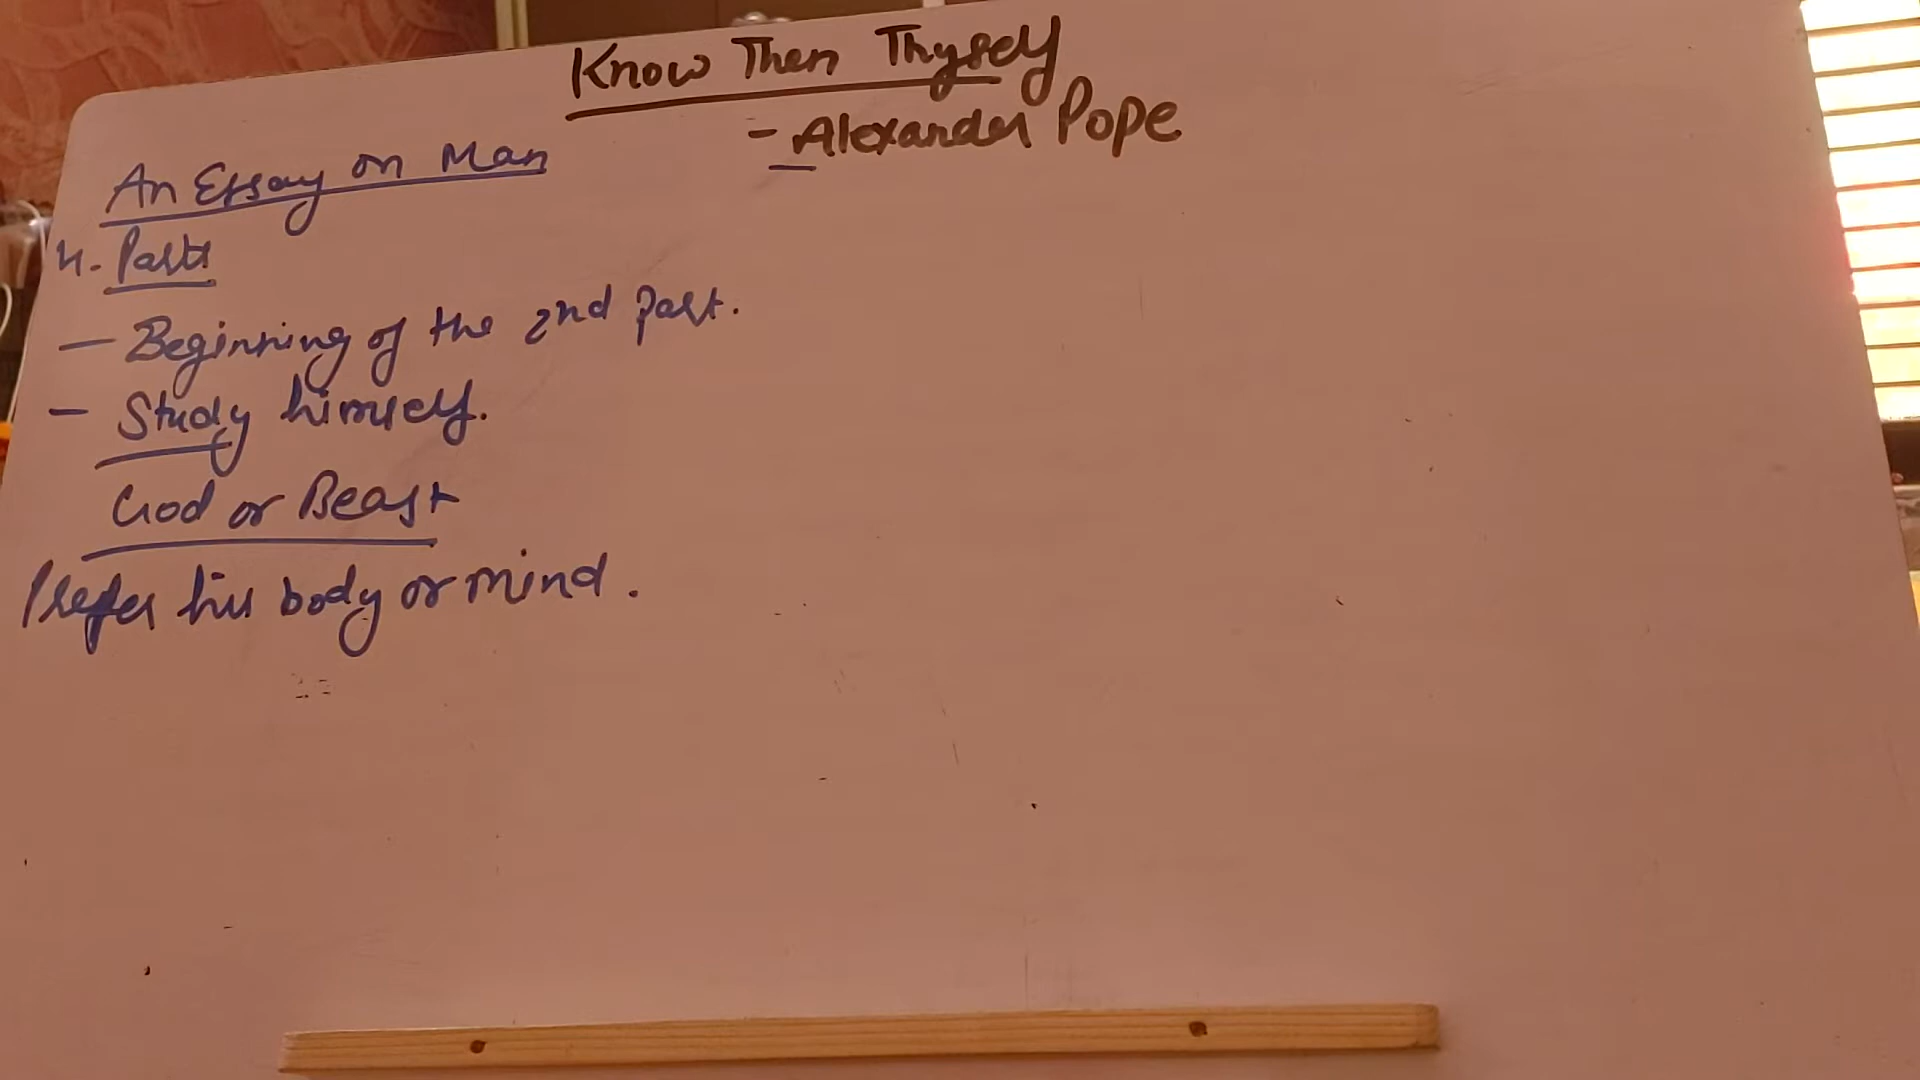 Know Then Thyself
- Alexander Pope
An Essay on Man
4. Parts
- Beginning of the 2nd part.
- Study himself.
God or Beast
Prefer his body or mind.